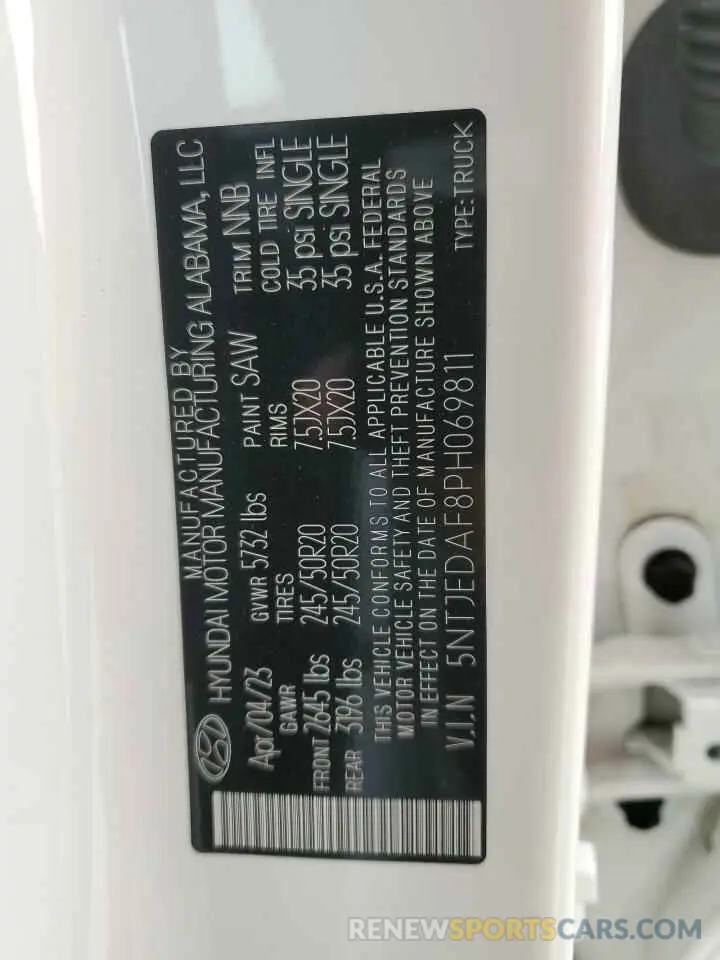 MANUFACTURED BY
HYUNDAI MOTOR MANUFACTURING ALABAMA, LLC
Apr/04/23 GVWR 5732 lbs PAINT SAW TRIM NNB
GAWR TIRES RIMS COLD TIRE INFL
FRONT 2645 lbs 245/50R20 7.5JX20 35 psi SINGLE
REAR 3196 lbs 245/50R20 7.5JX20 35 psi SINGLE
THIS VEHICLE CONFORMS TO ALL APPLICABLE U.S.A. FEDERAL
MOTOR VEHICLE SAFETY AND THEFT PREVENTION STANDARDS
IN EFFECT ON THE DATE OF MANUFACTURE SHOWN ABOVE
V.I.N 5NTJEDAF8PH069811 TYPE:TRUCK
RENEWSPORTSCARS.COM